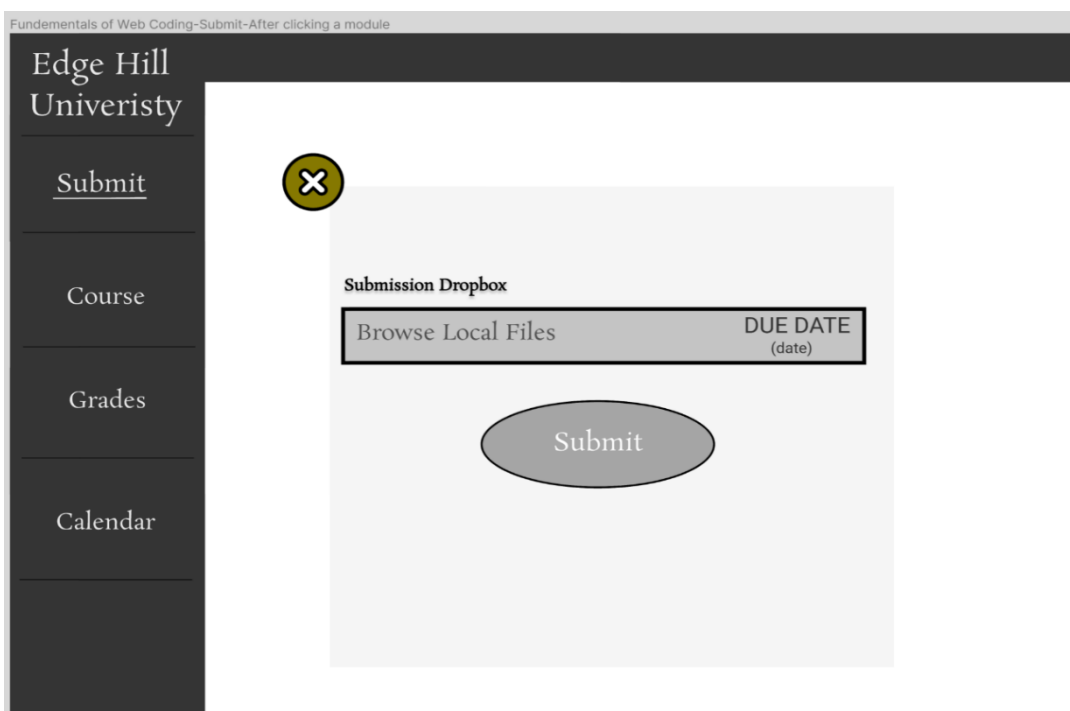 Fundementals of Web Coding-Submit-After clicking a module
Edge Hill
Univeristy
Submit
Course
Grades
Calendar
Submission Dropbox
Browse Local Files
DUE DATE
(date)
Submit